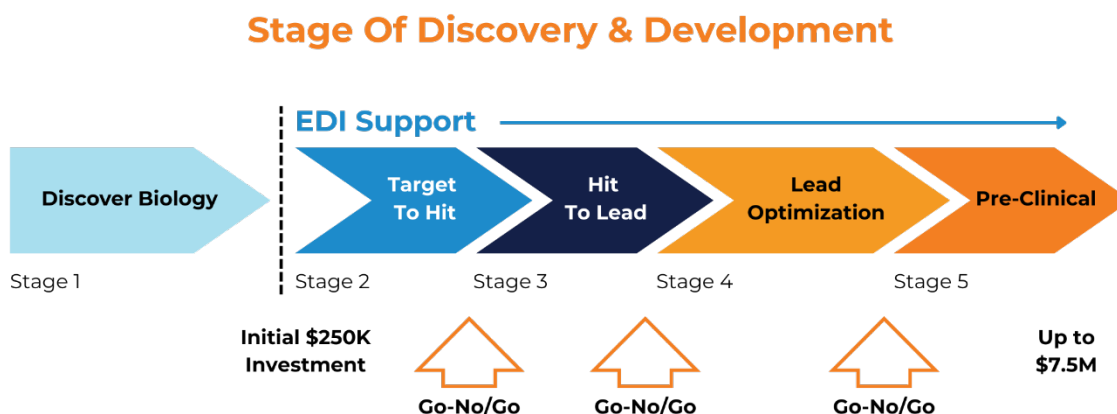 Stage Of Discovery & Development
EDI Support
Discover Biology
Target
To Hit
Hit
To Lead
Lead
Optimization
Pre-Clinical
Stage 1
Stage 2
Stage 3
Stage 4
Stage 5
Initial $250K
Investment
Up to
$7.5M
Go-No/Go
Go-No/Go
Go-No/Go